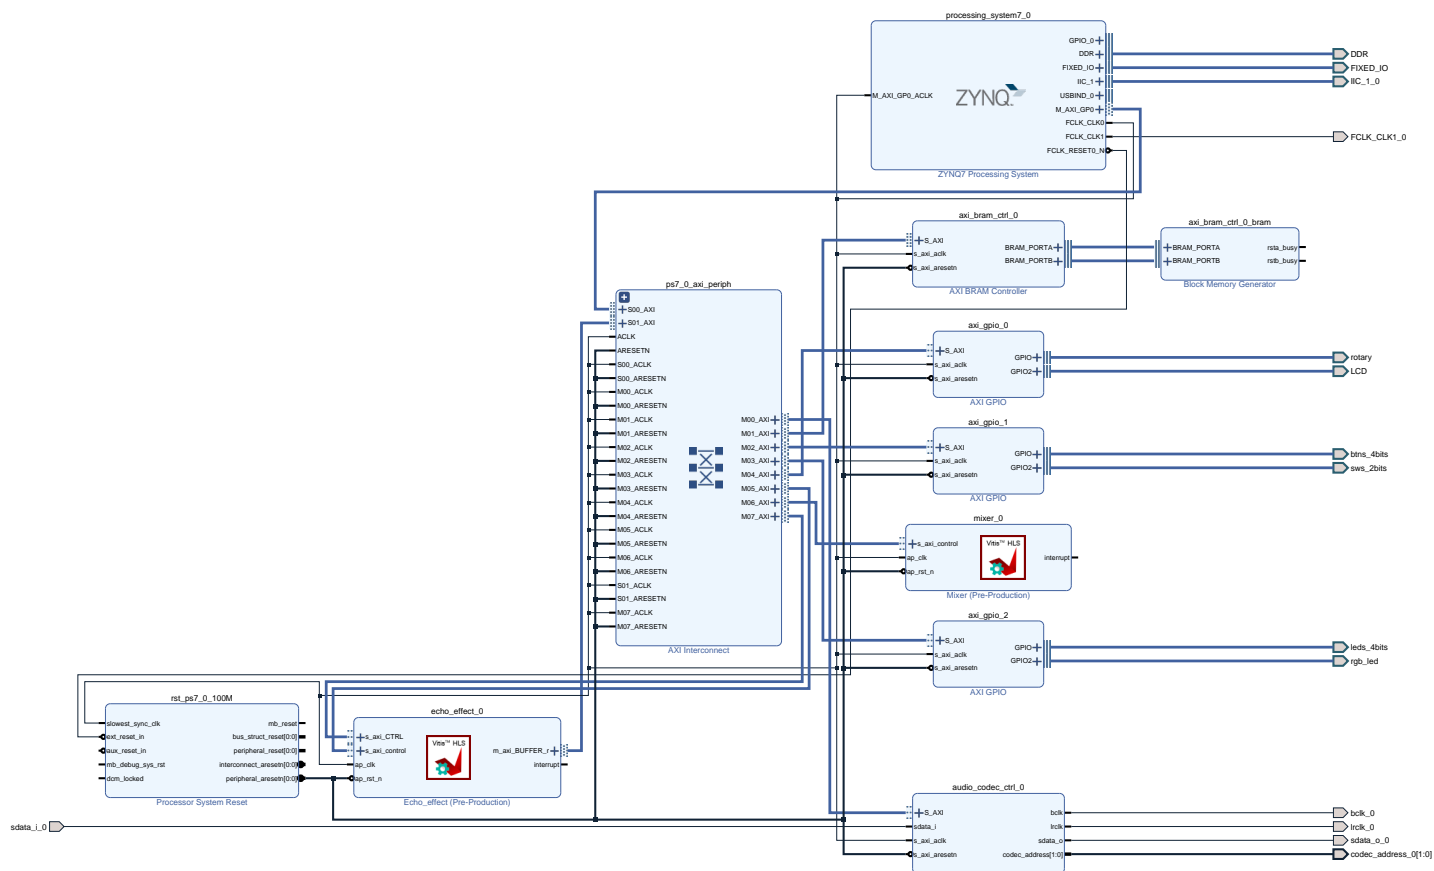 processing_system7_0
GPIO_0
DDR
FIXED_IO
IIC_1
USBIND_0
M_AXI_GP0
FCLK_CLK0
FCLK_CLK1
FCLK_RESET0_N
M_AXI_GP0_ACLK
ZYNQ
ZYNQ7 Processing System
DDR
FIXED_IO
IIC_1_0
FCLK_CLK1_0
axi_bram_ctrl_0
S_AXI
s_axi_aclk
s_axi_aresetn
BRAM_PORTA
BRAM_PORTB
AXI BRAM Controller
axi_bram_ctrl_0_bram
BRAM_PORTA
BRAM_PORTB
rsta_busy
rstb_busy
Block Memory Generator
ps7_0_axi_periph
S00_AXI
S01_AXI
ACLK
ARESETN
S00_ACLK
S00_ARESETN
M00_ACLK
M00_ARESETN
M01_ACLK
M01_ARESETN
M02_ACLK
M02_ARESETN
M03_ACLK
M03_ARESETN
M04_ACLK
M04_ARESETN
M05_ACLK
M05_ARESETN
M06_ACLK
M06_ARESETN
S01_ACLK
S01_ARESETN
M07_ACLK
M07_ARESETN
M00_AXI
M01_AXI
M02_AXI
M03_AXI
M04_AXI
M05_AXI
M06_AXI
M07_AXI
AXI Interconnect
axi_gpio_0
S_AXI
s_axi_aclk
s_axi_aresetn
GPIO
GPIO2
AXI GPIO
rotary
LCD
axi_gpio_1
S_AXI
s_axi_aclk
s_axi_aresetn
GPIO
GPIO2
AXI GPIO
btns_4bits
sws_2bits
mixer_0
s_axi_control
ap_clk
ap_rst_n
Vitis™ HLS
interrupt
Mixer (Pre-Production)
axi_gpio_2
S_AXI
s_axi_aclk
s_axi_aresetn
GPIO
GPIO2
AXI GPIO
leds_4bits
rgb_led
rst_ps7_0_100M
slowest_sync_clk
ext_reset_in
aux_reset_in
mb_debug_sys_rst
dcm_locked
mb_reset
bus_struct_reset[0:0]
peripheral_reset[0:0]
interconnect_aresetn[0:0]
peripheral_aresetn[0:0]
Processor System Reset
echo_effect_0
s_axi_CTRL
s_axi_control
ap_clk
ap_rst_n
Vitis™ HLS
m_axi_BUFFER_r
interrupt
Echo_effect (Pre-Production)
audio_codec_ctrl_0
S_AXI
sdata_i
s_axi_aclk
s_axi_aresetn
bclk
lrclk
sdata_o
codec_address[1:0]
sdata_i_0
bclk_0
lrclk_0
sdata_o_0
codec_address_0[1:0]